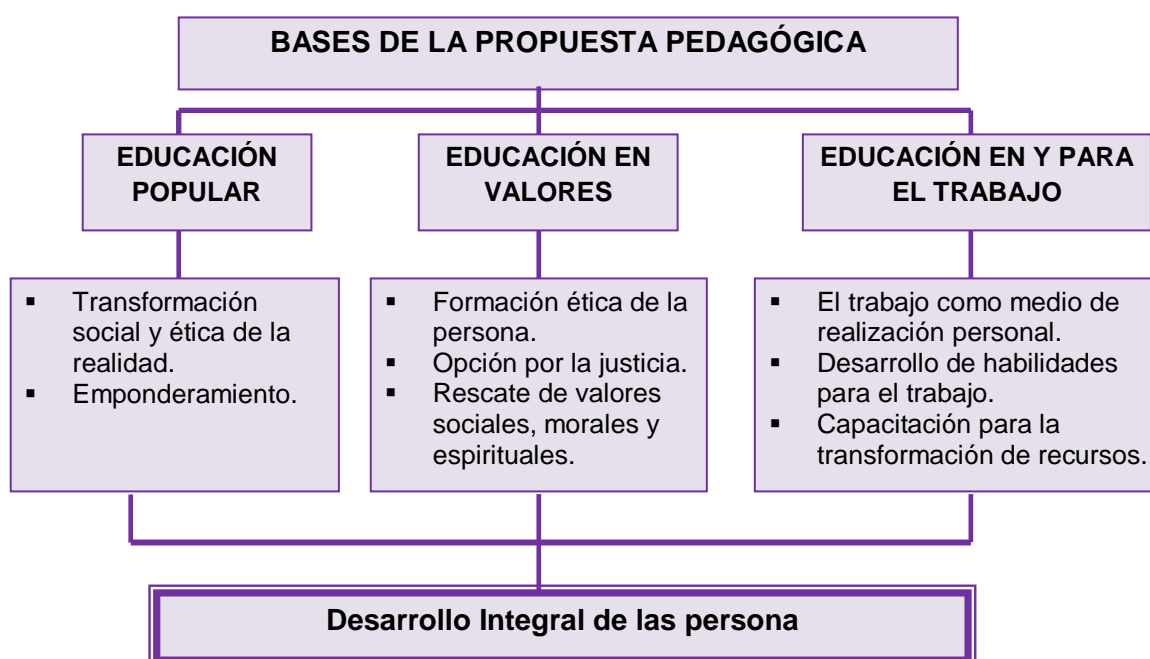 BASES DE LA PROPUESTA PEDAGÓGICA
EDUCACIÓN
POPULAR
EDUCACIÓN EN
VALORES
EDUCACIÓN EN Y PARA
EL TRABAJO
▪ Transformación
social y ética de la
realidad.
▪ Emponderamiento.
▪ Formación ética de la
persona.
▪ Opción por la justicia.
▪ Rescate de valores
sociales, morales y
espirituales.
▪ El trabajo como medio de
realización personal.
▪ Desarrollo de habilidades
para el trabajo.
▪ Capacitación para la
transformación de recursos.
Desarrollo Integral de las persona